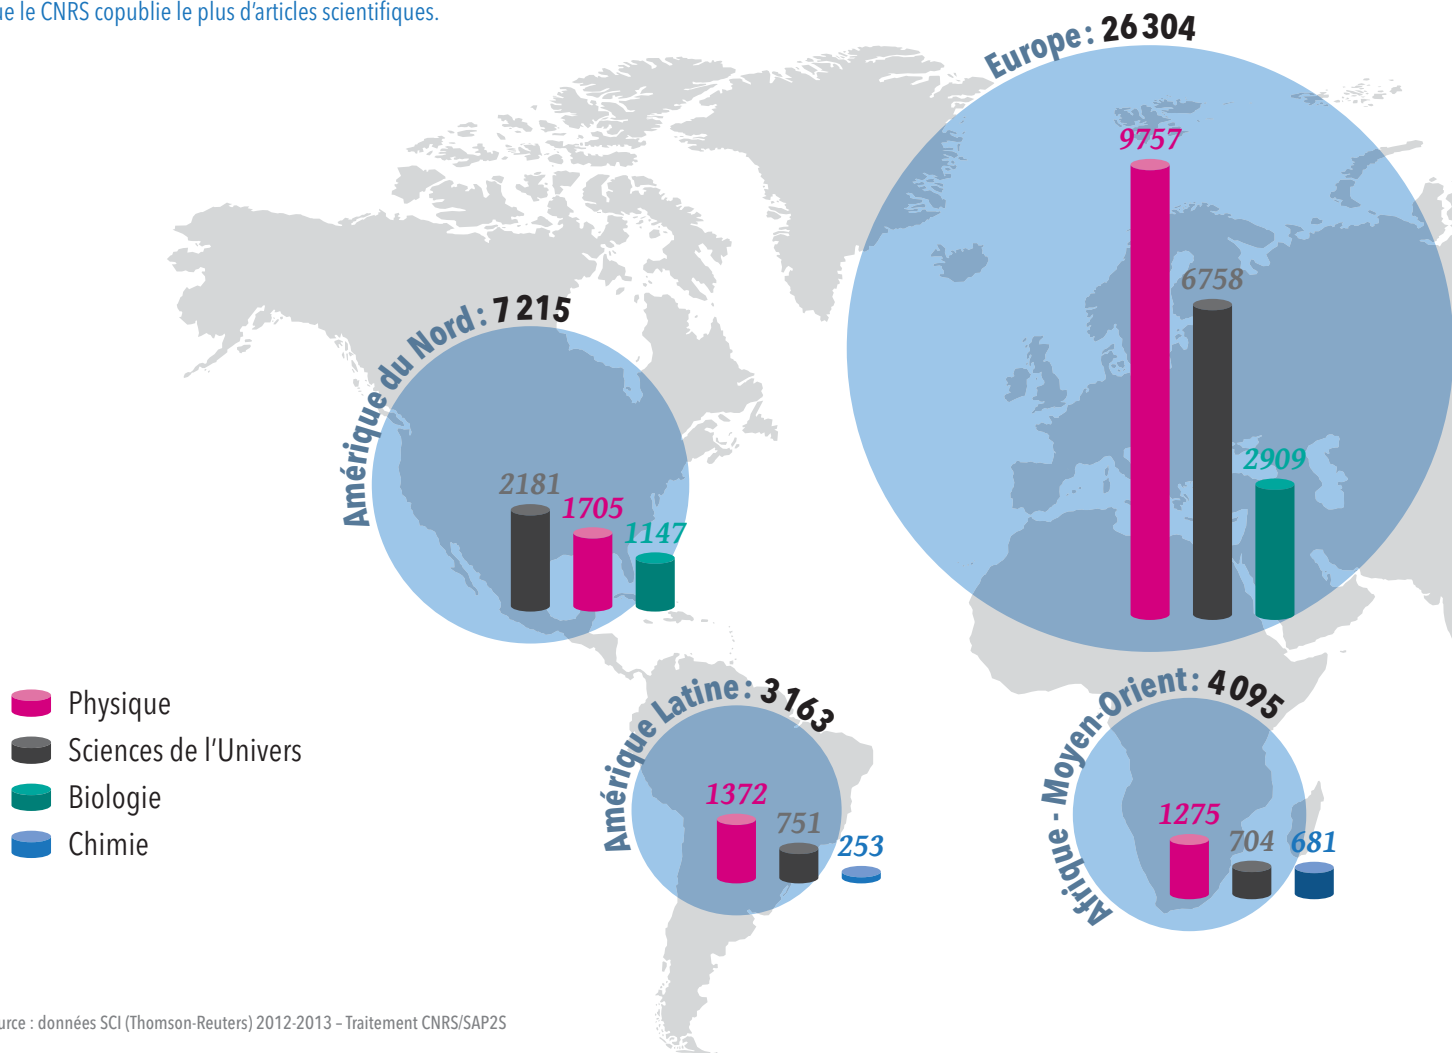 le CNRS copublie le plus d'articles scientifiques.
Europe : 26 304
9757
6758
2909
Amérique du Nord : 7 215
2181
1705
1147
Physique
Sciences de l'Univers
Biologie
Chimie
Amérique Latine : 3 163
1372
751
253
Afrique - Moyen-Orient : 4 095
1275
704
681
: données SCI (Thomson-Reuters) 2012-2013 – Traitement CNRS/SAP2S